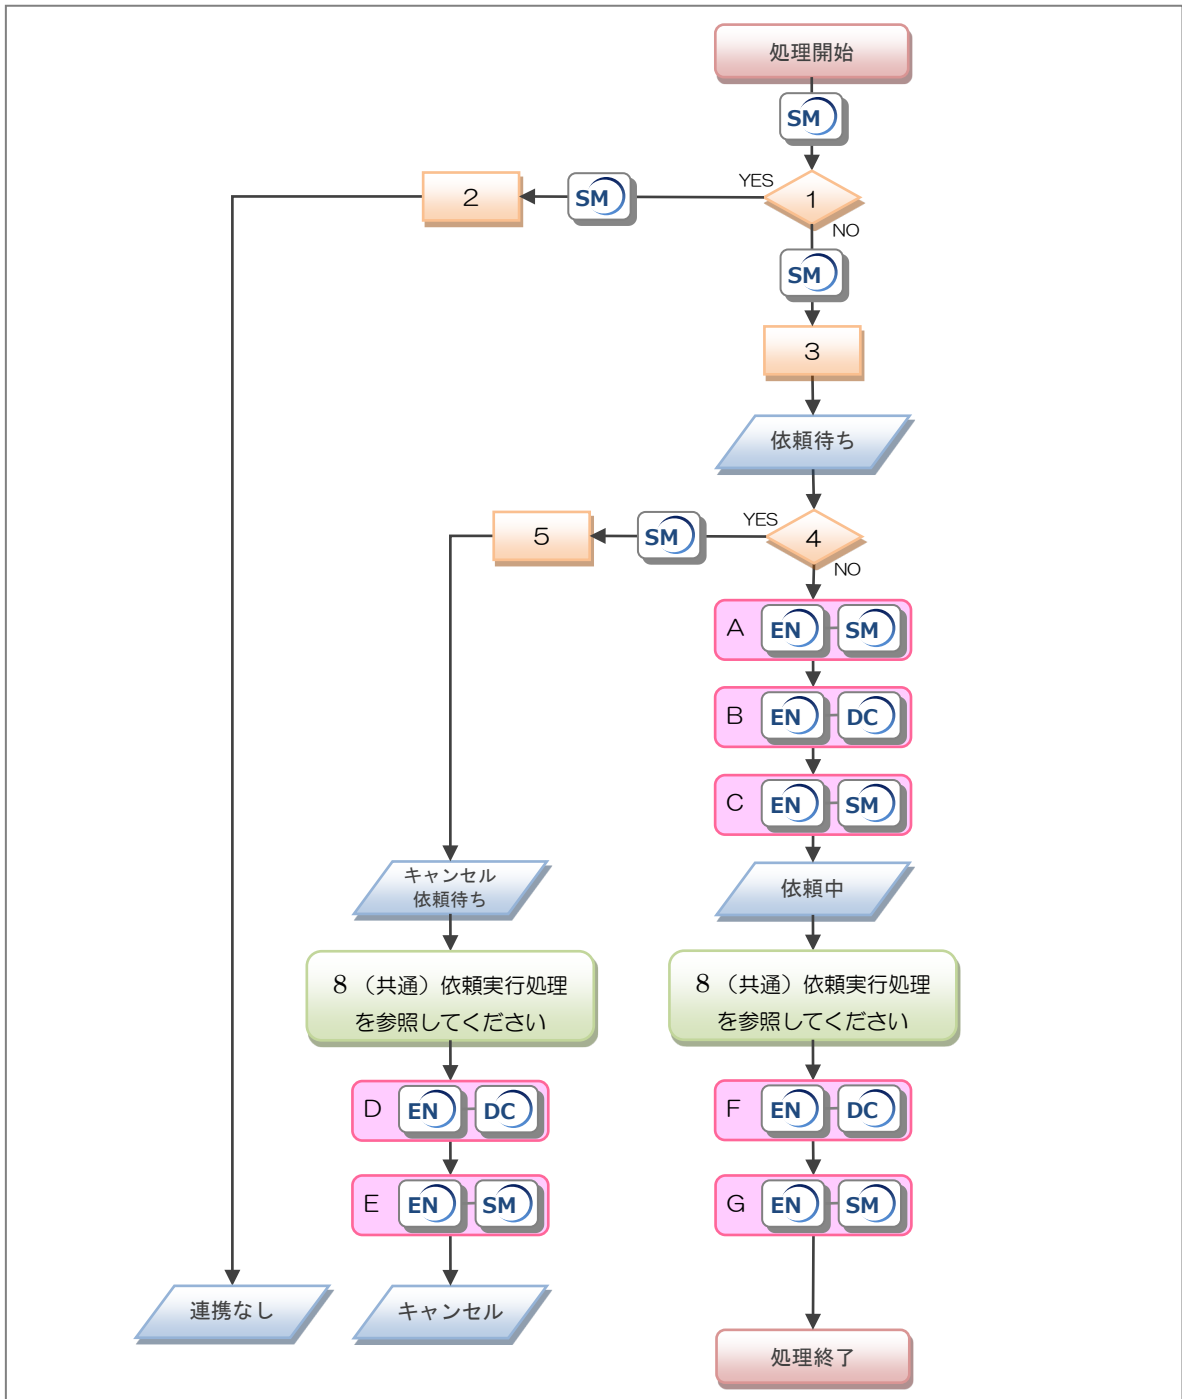 処理開始
SM
YES
1
2
SM
NO
SM
3
依頼待ち
YES
4
5
SM
NO
A EN SM
B EN DC
C EN SM
キャンセル
依頼待ち
依頼中
8 （共通）依頼実行処理
を参照してください
8 （共通）依頼実行処理
を参照してください
D EN DC
F EN DC
E EN SM
G EN SM
連携なし
キャンセル
処理終了